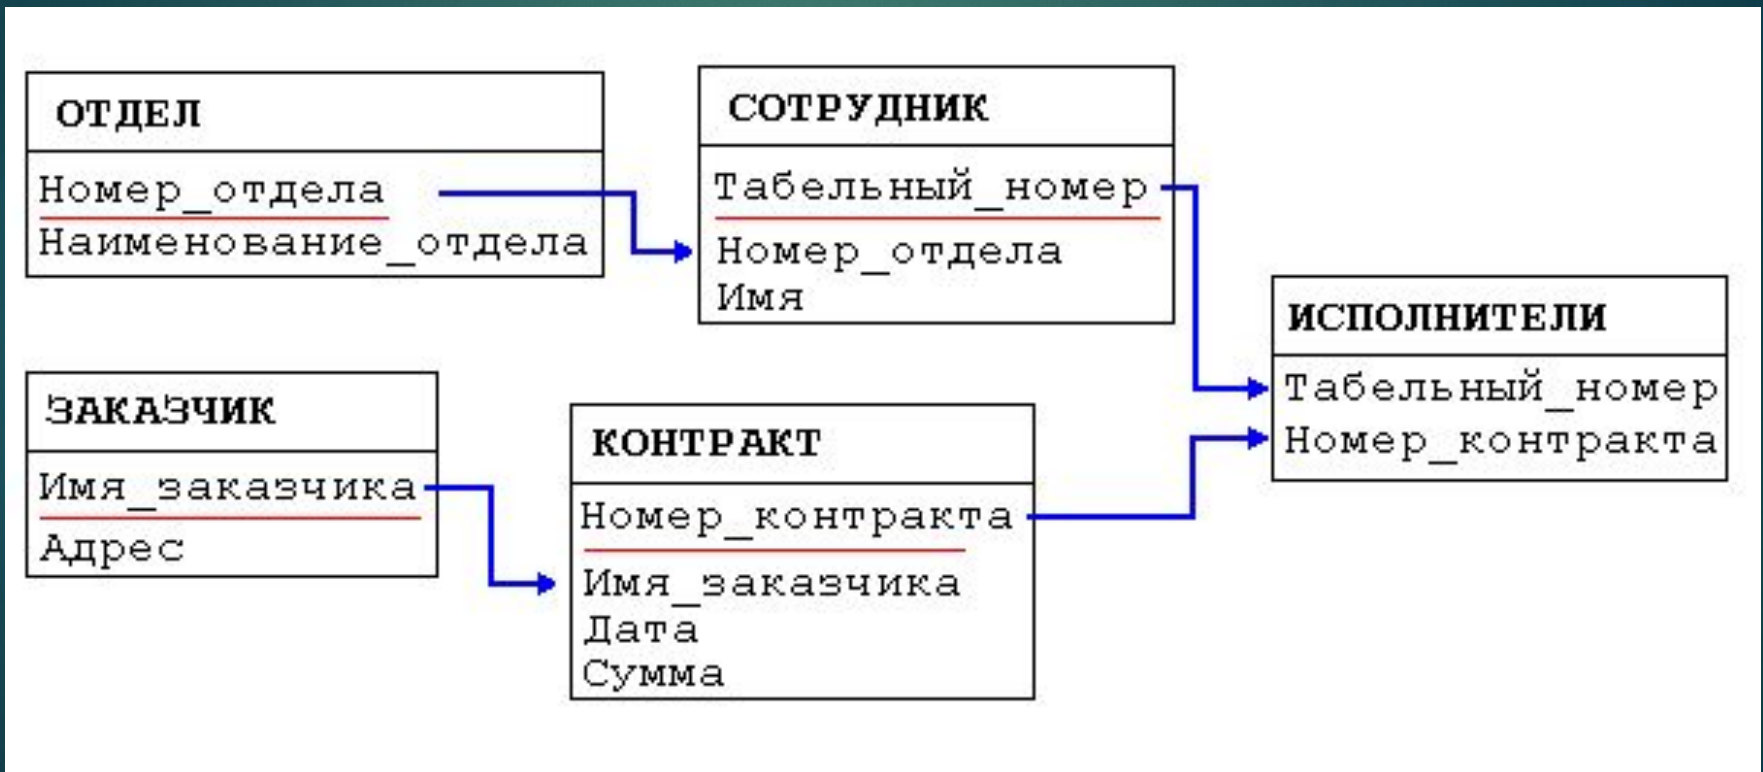 ОТДЕЛ
Номер_отдела
Наименование_отдела
СОТРУДНИК
Табельный_номер
Номер_отдела
Имя
ИСПОЛНИТЕЛИ
Табельный_номер
Номер_контракта
ЗАКАЗЧИК
Имя_заказчика
Адрес
КОНТРАКТ
Номер_контракта
Имя_заказчика
Дата
Сумма